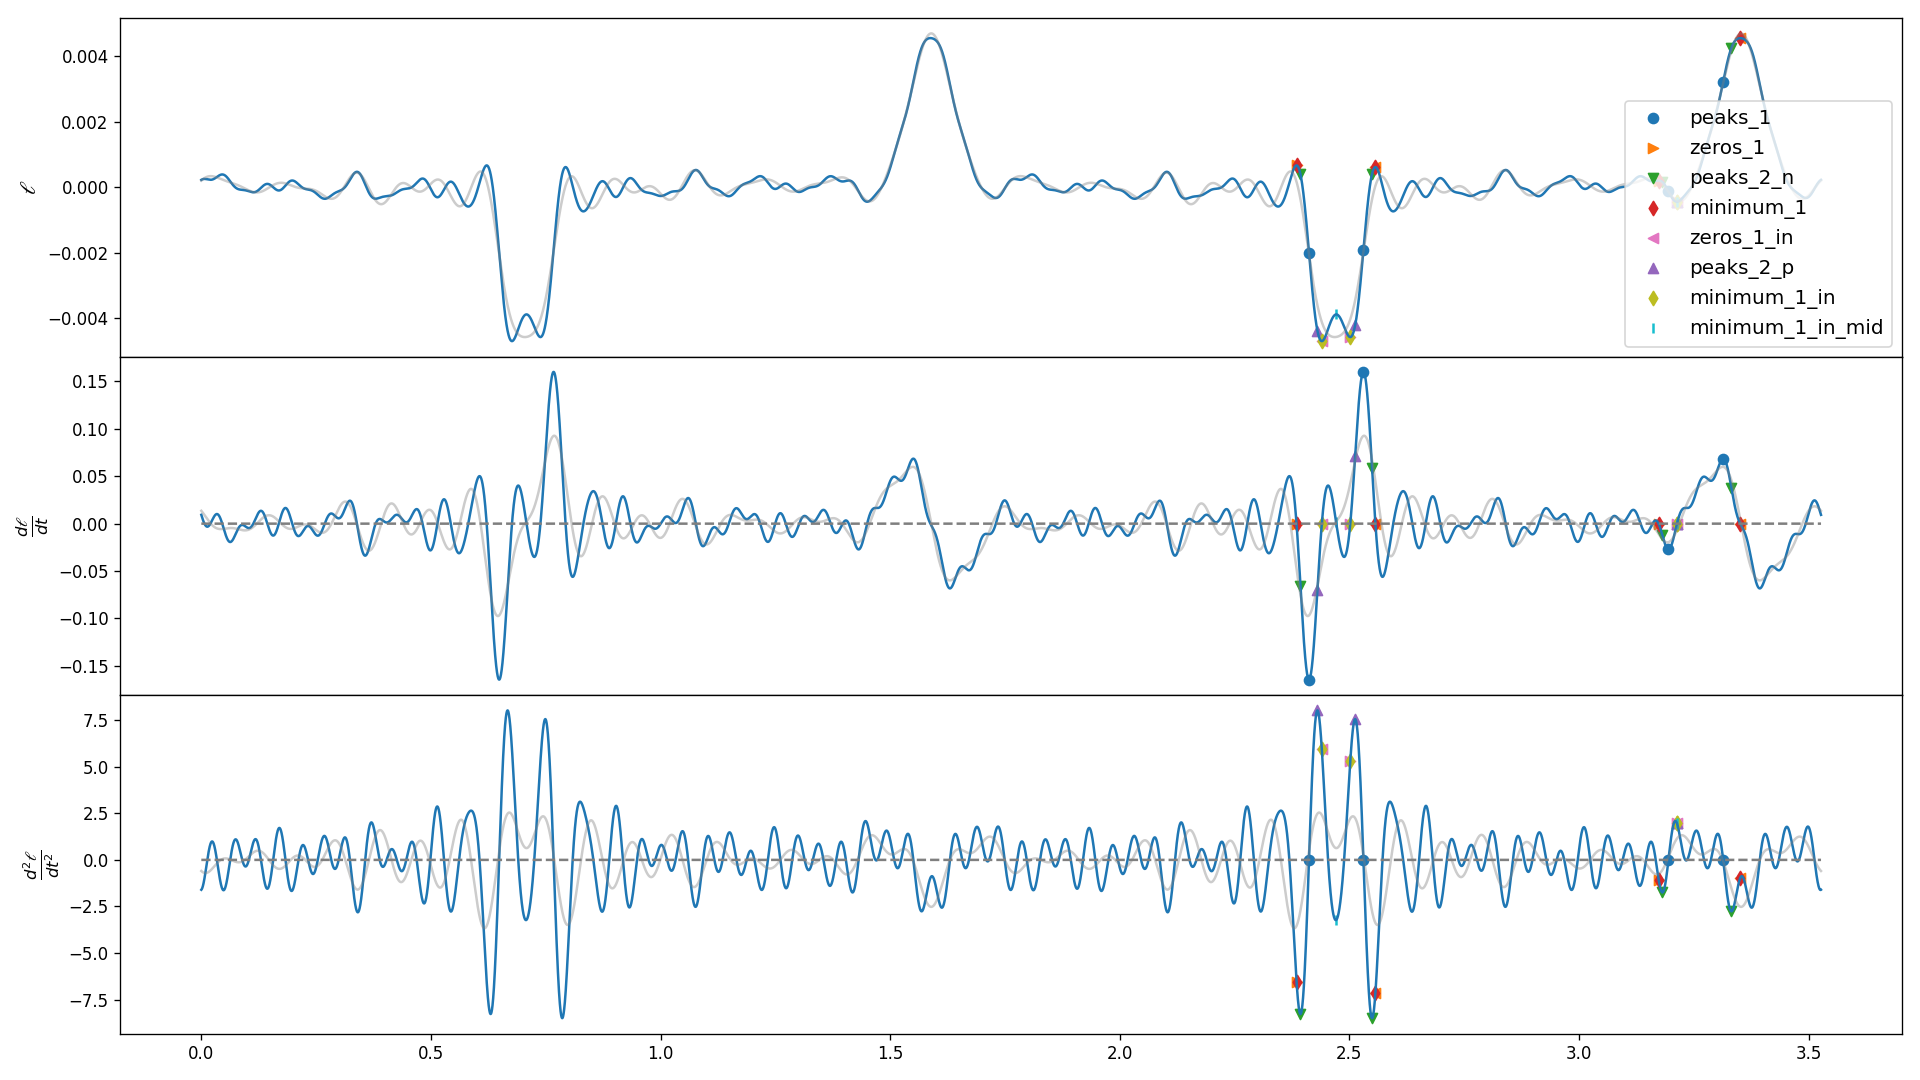 0.004
0.002
0.000
−0.002
−0.004
ℓ
peaks_1
zeros_1
peaks_2_n
minimum_1
zeros_1_in
peaks_2_p
minimum_1_in
minimum_1_in_mid
0.15
0.10
0.05
0.00
−0.05
−0.10
−0.15
dℓ/dt
7.5
5.0
2.5
0.0
−2.5
−5.0
−7.5
d²ℓ/dt²
0.0 0.5 1.0 1.5 2.0 2.5 3.0 3.5